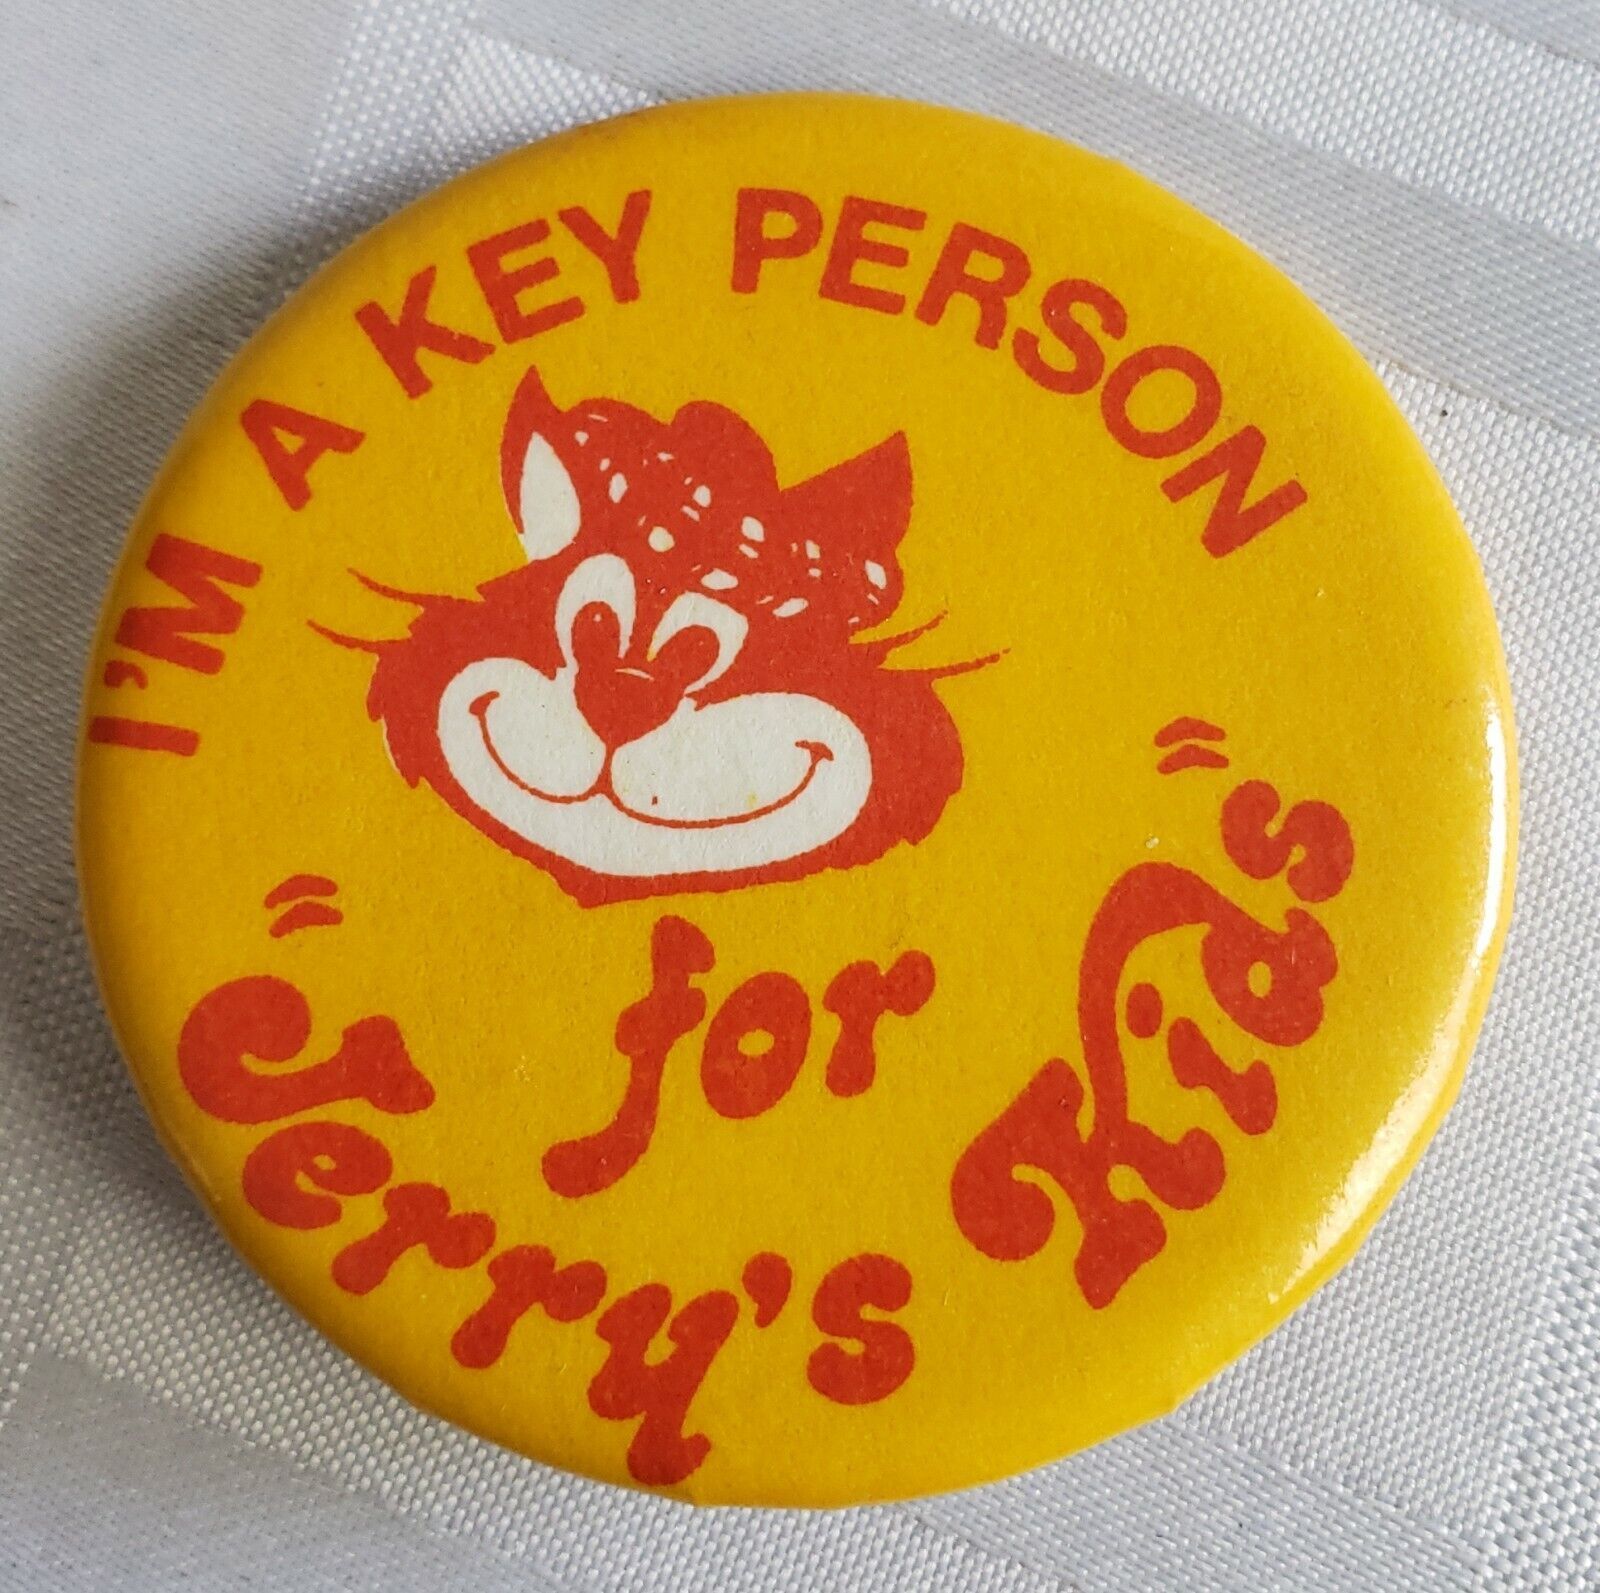 I'M A KEY PERSON
for
"Jerry's Kids"